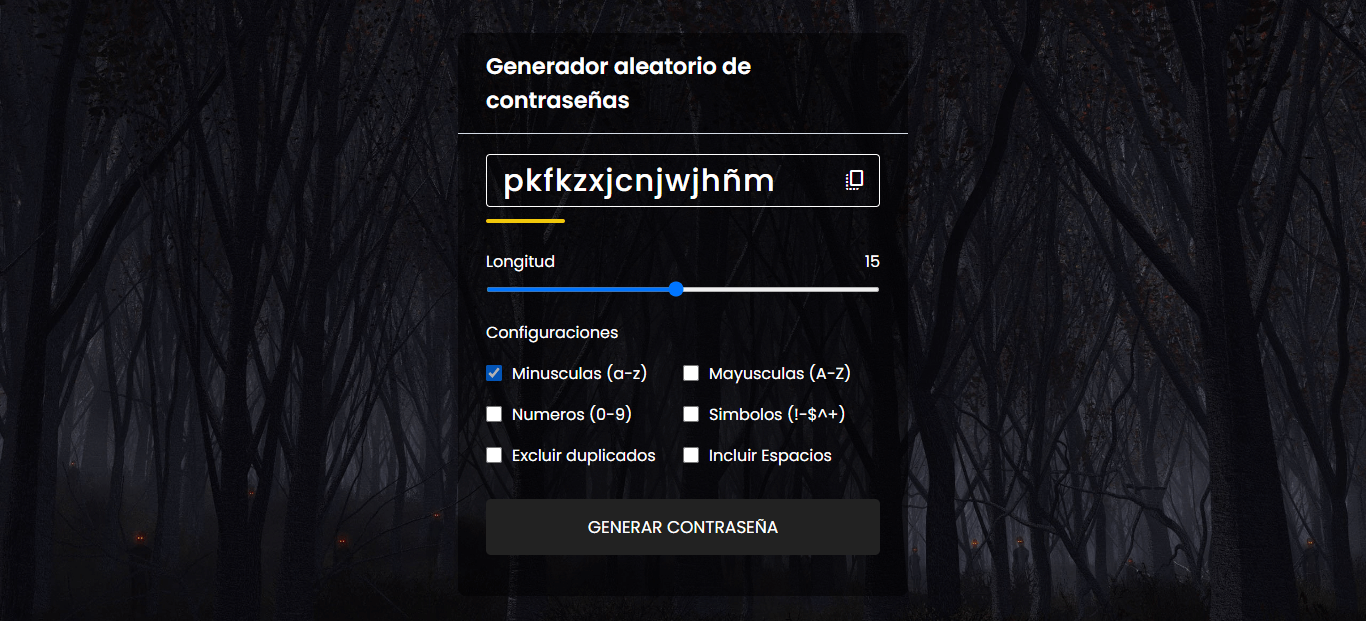 Generador aleatorio de
contraseñas
pkfkzxjcnjwjhñm
Longitud 15
Configuraciones
Minusculas (a-z) Mayusculas (A-Z)
Numeros (0-9) Simbolos (!-$^+)
Excluir duplicados Incluir Espacios
GENERAR CONTRASEÑA